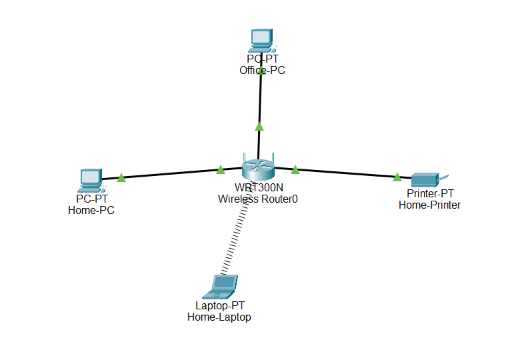 PC-PT
Office-PC
WRT300N
Wireless Router0
PC-PT
Home-PC
Printer-PT
Home-Printer
Laptop-PT
Home-Laptop